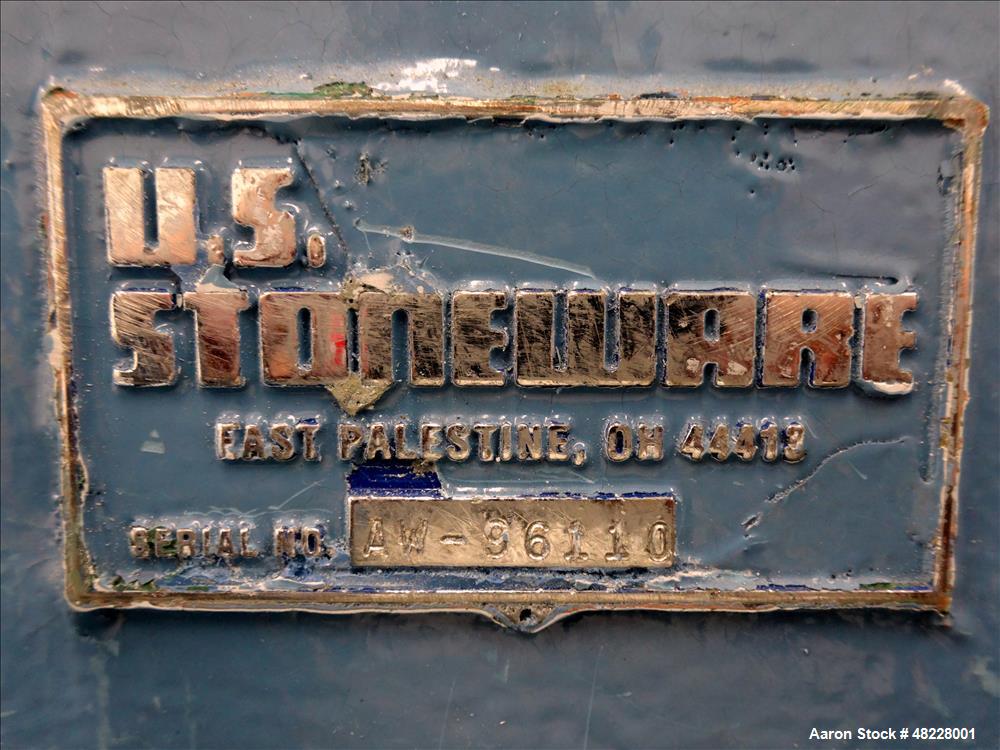 U.S.
STONEWARE
EAST PALESTINE, OH 44413
SERIAL NO. AW-96110
Aaron Stock # 48228001